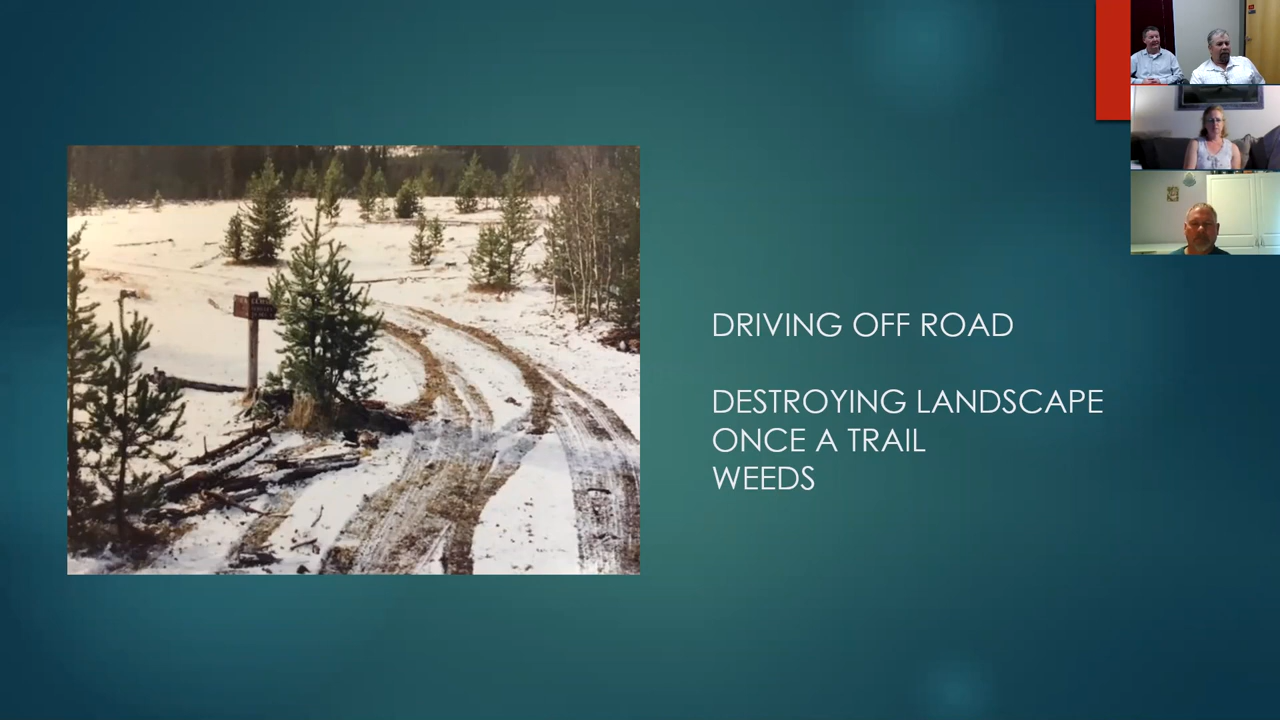 DRIVING OFF ROAD
DESTROYING LANDSCAPE
ONCE A TRAIL
WEEDS